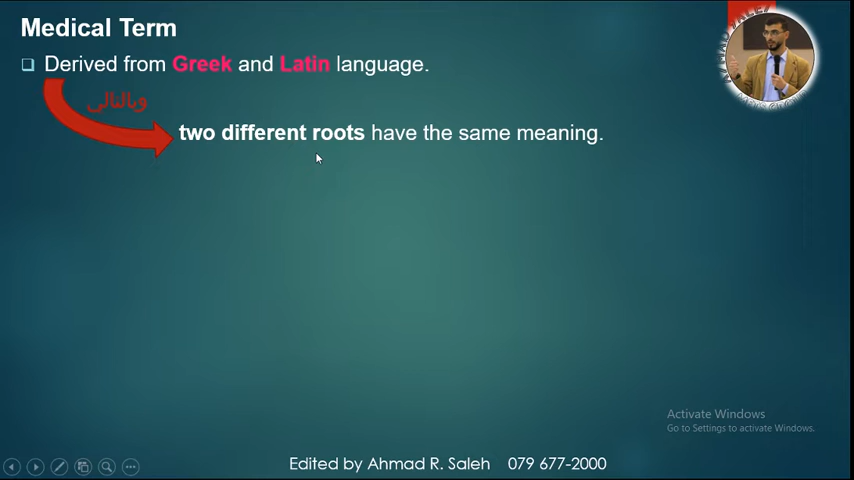 Medical Term
❑ Derived from Greek and Latin language.
وبالتالي
two different roots have the same meaning.
Activate Windows
Go to Settings to activate Windows.
Edited by Ahmad R. Saleh 079 677-2000